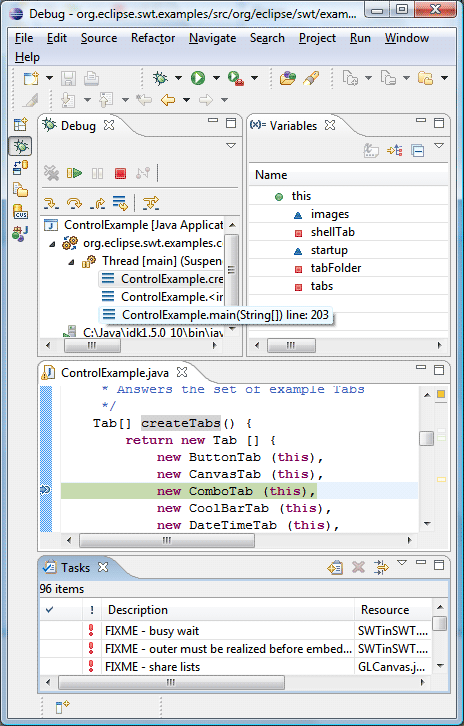 Debug - org.eclipse.swt.examples/src/org/eclipse/swt/exam...
File Edit Source Refactor Navigate Search Project Run Window
Help
Debug
ControlExample [Java Applicat
org.eclipse.swt.examples.c
Thread [main] (Suspen
ControlExample.cre
ControlExample.<in
ControlExample.main(String[]) line: 203
C:\Java\jdk1.5.0_10\bin\jav
(x)= Variables
Name
this
images
shellTab
startup
tabFolder
tabs
ControlExample.java
* Answers the set of example Tabs
*/
Tab[] createTabs() {
return new Tab [] {
new ButtonTab (this),
new CanvasTab (this),
new ComboTab (this),
new CoolBarTab (this),
new DateTimeTab (this),
Tasks
96 items
! Description Resource
FIXME - busy wait SWTinSWT....
FIXME - outer must be realized before embed... SWTinSWT....
FIXME - share lists GLCanvas.j...